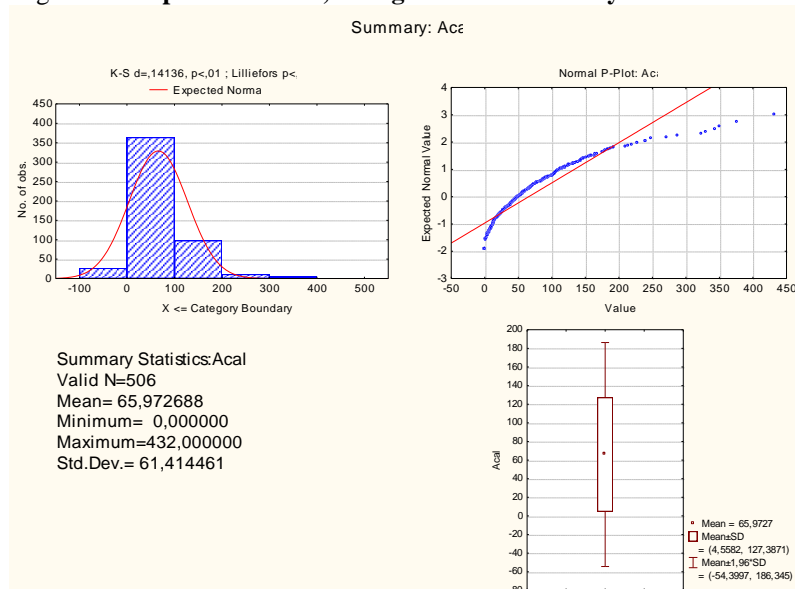 Summary: Aca
K-S d=,14136, p<,01 ; Lilliefors p<,
Expected Norma
450
400
350
300
250
200
150
100
50
0
No. of obs.
-100 0 100 200 300 400 500
X <= Category Boundary
Normal P-Plot: Aca
4
3
2
1
0
-1
-2
-3
Expected Normal Value
-50 0 50 100 150 200 250 300 350 400 450
Value
Summary Statistics:Acal
Valid N=506
Mean= 65,972688
Minimum= 0,000000
Maximum=432,000000
Std.Dev.= 61,414461
200
180
160
140
120
100
80
60
40
20
0
-20
-40
-60
Acal
Mean = 65,9727
Mean±SD
= (4,5582, 127,3871)
Mean±1,96*SD
= (-54,3997, 186,345)